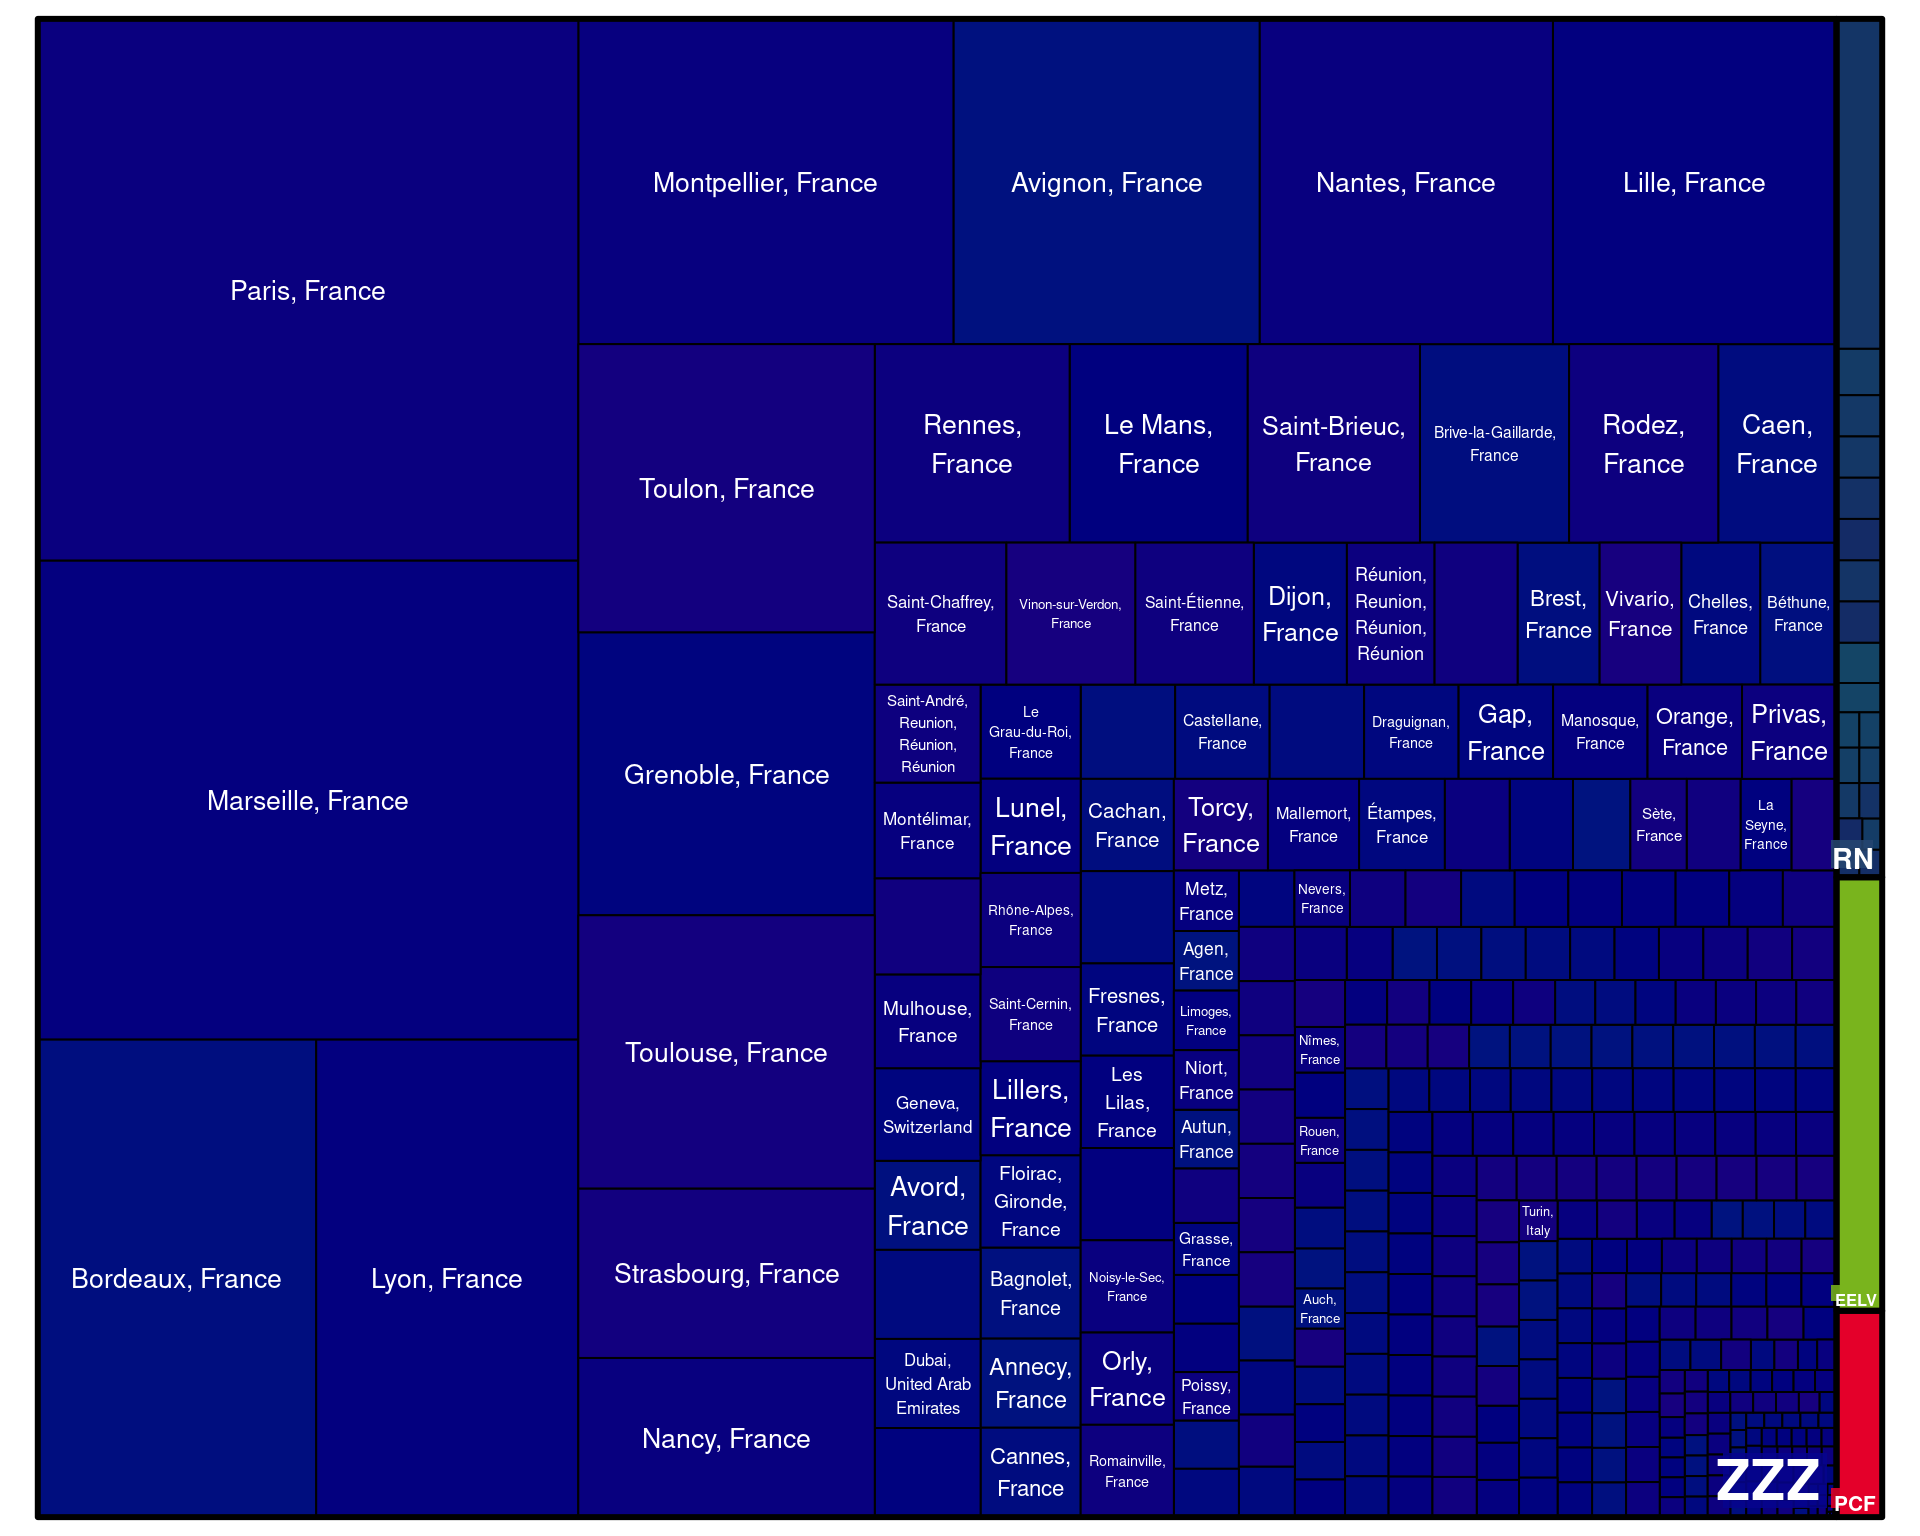 Paris, France
Montpellier, France
Avignon, France
Nantes, France
Lille, France
Marseille, France
Bordeaux, France
Lyon, France
Toulon, France
Grenoble, France
Toulouse, France
Strasbourg, France
Nancy, France
Rennes,
France
Le Mans,
France
Saint-Brieuc,
France
Brive-la-Gaillarde,
France
Rodez,
France
Caen,
France
Saint-Chaffrey,
France
Vinon-sur-Verdon,
France
Saint-Étienne,
France
Dijon,
France
Réunion,
Reunion,
Réunion,
Réunion
Brest,
France
Vivario,
France
Chelles,
France
Béthune,
France
Saint-André,
Reunion,
Réunion,
Réunion
Le
Grau-du-Roi,
France
Castellane,
France
Draguignan,
France
Gap,
France
Manosque,
France
Orange,
France
Privas,
France
Montélimar,
France
Lunel,
France
Cachan,
France
Torcy,
France
Mallemort,
France
Étampes,
France
Sète,
France
La
Seyne,
France
Rhône-Alpes,
France
Metz,
France
Nevers,
France
Agen,
France
Mulhouse,
France
Saint-Cernin,
France
Fresnes,
France
Limoges,
France
Nîmes,
France
Geneva,
Switzerland
Lillers,
France
Les
Lilas,
France
Niort,
France
Autun,
France
Rouen,
France
Avord,
France
Floirac,
Gironde,
France
Grasse,
France
Turin,
Italy
Bagnolet,
France
Noisy-le-Sec,
France
Auch,
France
Dubai,
United Arab
Emirates
Annecy,
France
Orly,
France
Poissy,
France
Cannes,
France
Romainville,
France
ZZZ
RN
EELV
PCF